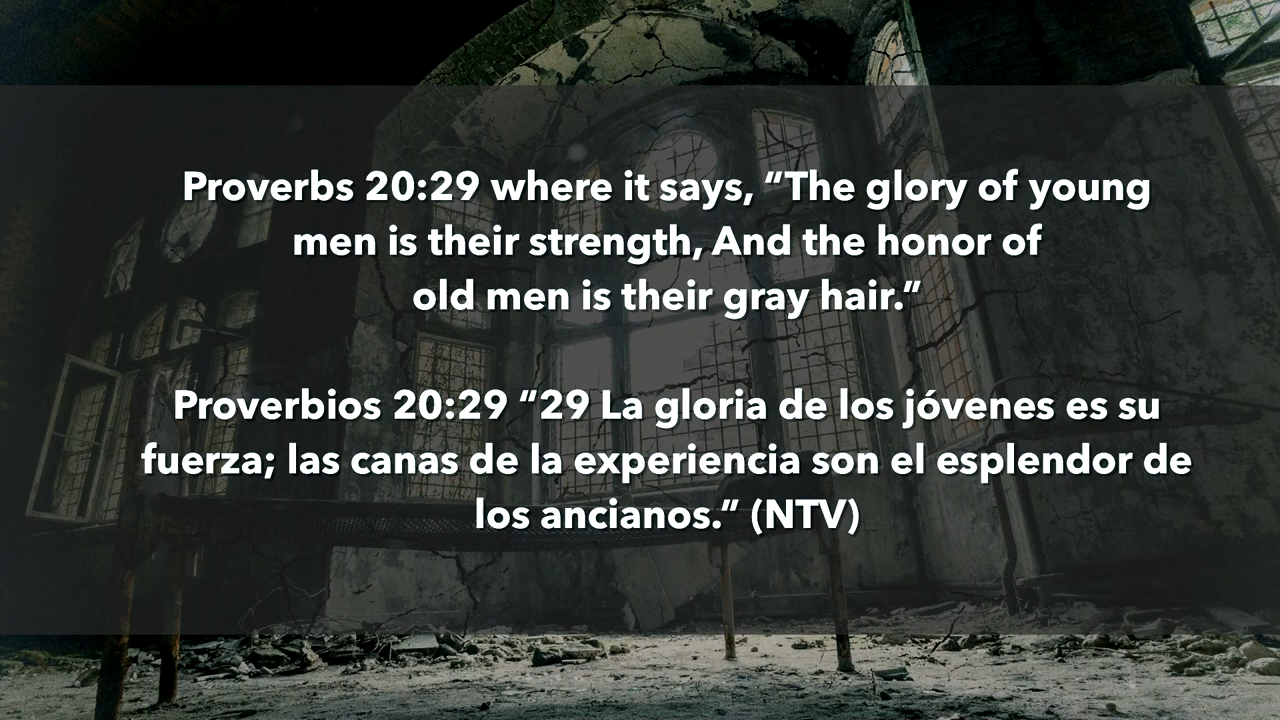 Proverbs 20:29 where it says, “The glory of young
men is their strength, And the honor of
old men is their gray hair.”
Proverbios 20:29 “29 La gloria de los jóvenes es su
fuerza; las canas de la experiencia son el esplendor de
los ancianos.” (NTV)